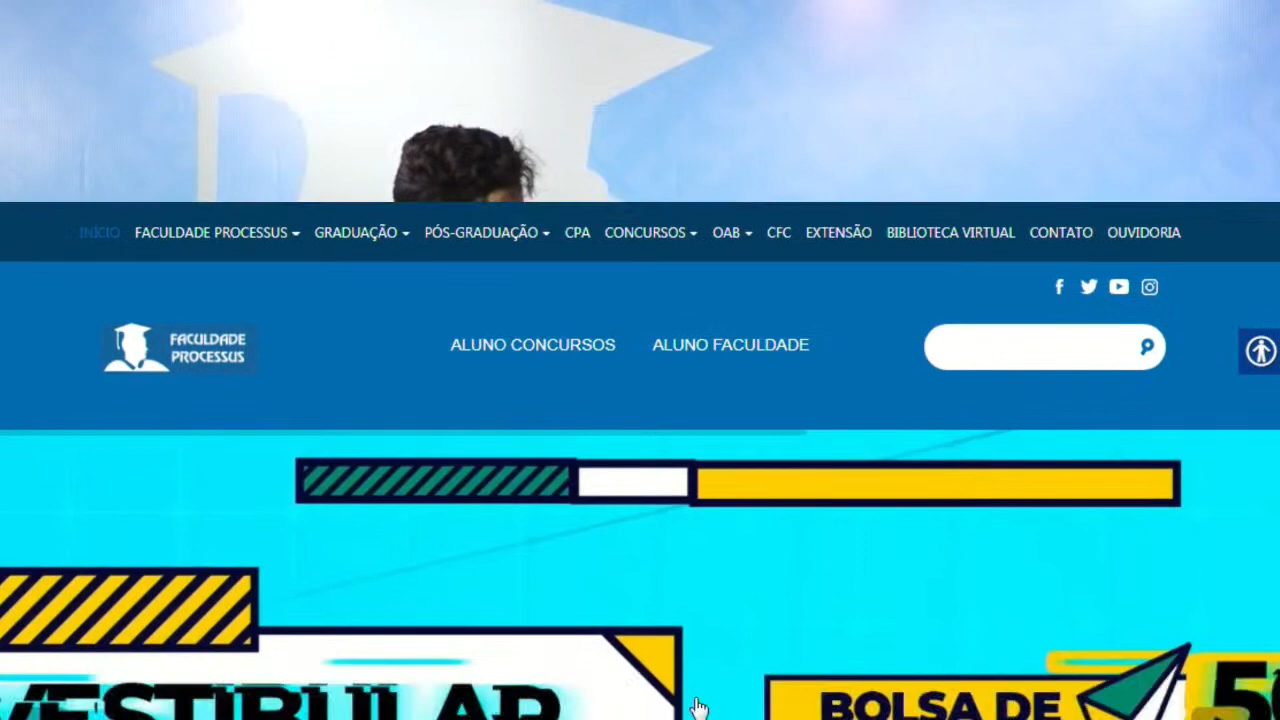 INÍCIO FACULDADE PROCESSUS GRADUAÇÃO PÓS-GRADUAÇÃO CPA CONCURSOS OAB CFC EXTENSÃO BIBLIOTECA VIRTUAL CONTATO OUVIDORIA
FACULDADE
PROCESSUS
ALUNO CONCURSOS ALUNO FACULDADE
VESTIBULAR
BOLSA DE